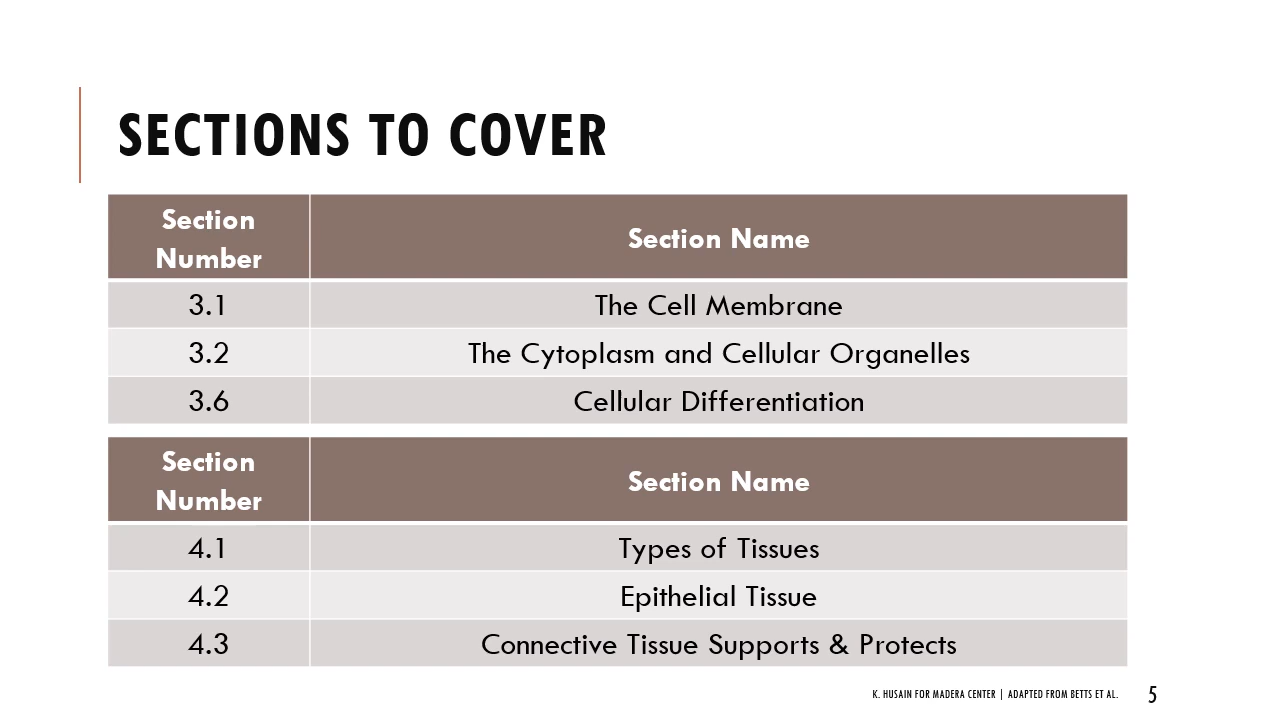 SECTIONS TO COVER
Section Number Section Name
3.1 The Cell Membrane
3.2 The Cytoplasm and Cellular Organelles
3.6 Cellular Differentiation
Section Number Section Name
4.1 Types of Tissues
4.2 Epithelial Tissue
4.3 Connective Tissue Supports & Protects
K. HUSAIN FOR MADERA CENTER | ADAPTED FROM BETTS ET AL. 5